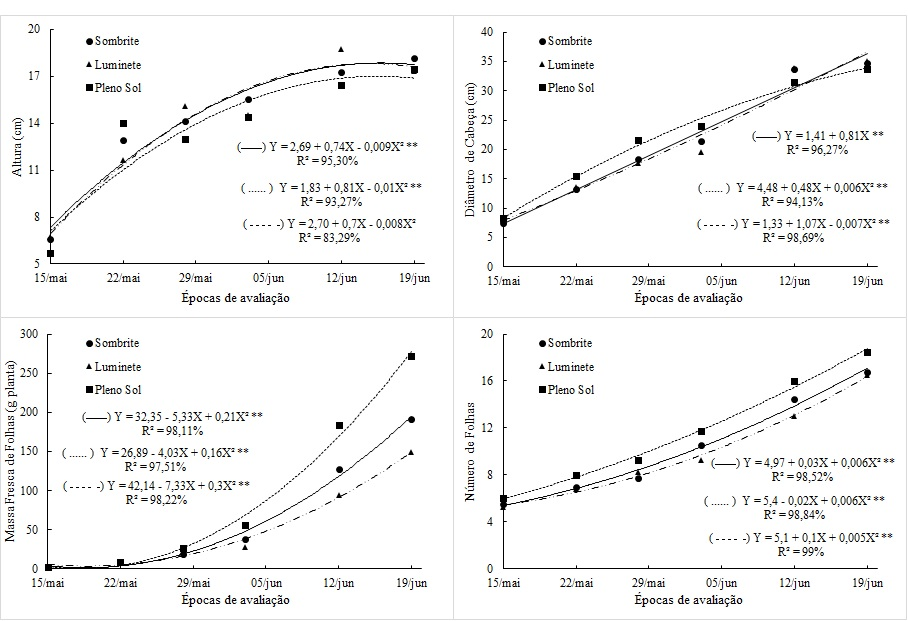 20
17
14
11
8
5
Altura (cm)
Sombrite
Luminete
Pleno Sol
(——) Y = 2,69 + 0,74X - 0,009X² **
R² = 95,30%
( ...... ) Y = 1,83 + 0,81X - 0,01X² **
R² = 93,27%
( - - - - -) Y = 2,70 + 0,7X - 0,008X²
R² = 83,29%
15/mai 22/mai 29/mai 05/jun 12/jun 19/jun
Épocas de avaliação
40
35
30
25
20
15
10
5
0
Diâmetro de Cabeça (cm)
Sombrite
Luminete
Pleno Sol
(——) Y = 1,41 + 0,81X **
R² = 96,27%
( ...... ) Y = 4,48 + 0,48X + 0,006X² **
R² = 94,13%
( - - - - -) Y = 1,33 + 1,07X - 0,007X² **
R² = 98,69%
15/mai 22/mai 29/mai 05/jun 12/jun 19/jun
Épocas de avaliação
300
250
200
150
100
50
0
Massa Fresca de Folhas (g planta)
Sombrite
Luminete
Pleno Sol
(——) Y = 32,35 - 5,33X + 0,21X² **
R² = 98,11%
( ...... ) Y = 26,89 - 4,03X + 0,16X² **
R² = 97,51%
( - - - - -) Y = 42,14 - 7,33X + 0,3X² **
R² = 98,22%
15/mai 22/mai 29/mai 05/jun 12/jun 19/jun
Épocas de avaliação
20
16
12
8
4
0
Número de Folhas
Sombrite
Luminete
Pleno Sol
(——) Y = 4,97 + 0,03X + 0,006X² **
R² = 98,52%
( ...... ) Y = 5,4 - 0,02X + 0,006X² **
R² = 98,84%
( - - - - -) Y = 5,1 + 0,1X + 0,005X² **
R² = 99%
15/mai 22/mai 29/mai 05/jun 12/jun 19/jun
Épocas de avaliação